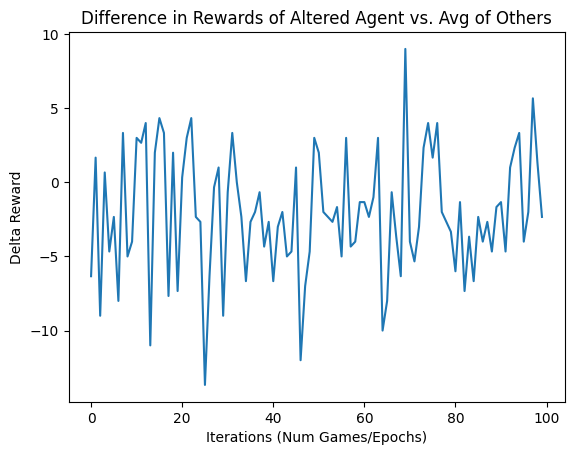 Difference in Rewards of Altered Agent vs. Avg of Others
10
5
0
−5
−10
Delta Reward
0 20 40 60 80 100
Iterations (Num Games/Epochs)